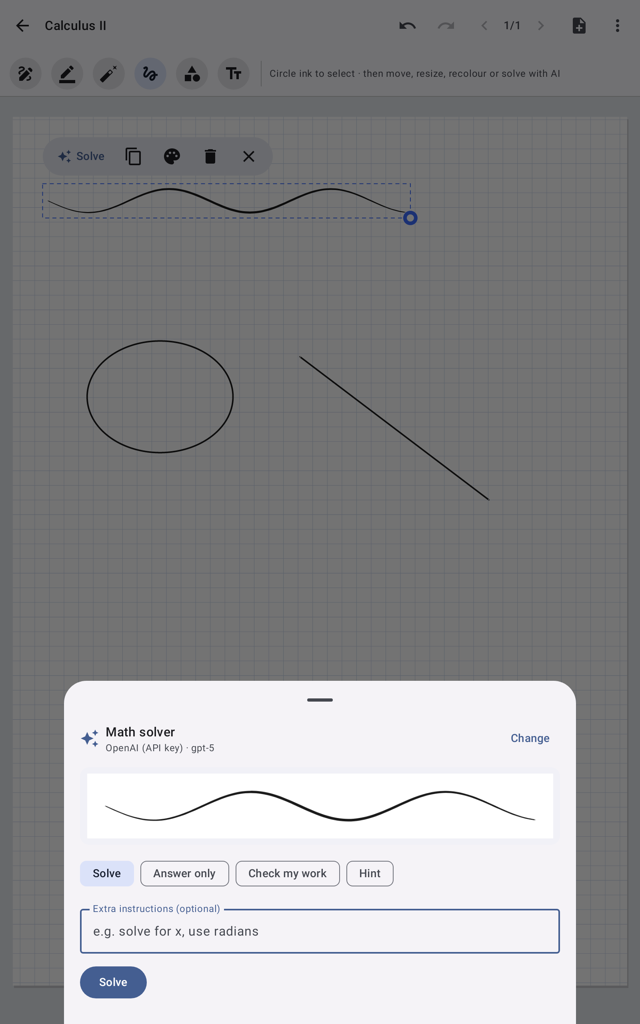 Calculus II
1/1
Circle ink to select · then move, resize, recolour or solve with AI
Solve
Math solver
OpenAI (API key) · gpt-5
Change
Solve
Answer only
Check my work
Hint
Extra instructions (optional)
e.g. solve for x, use radians
Solve